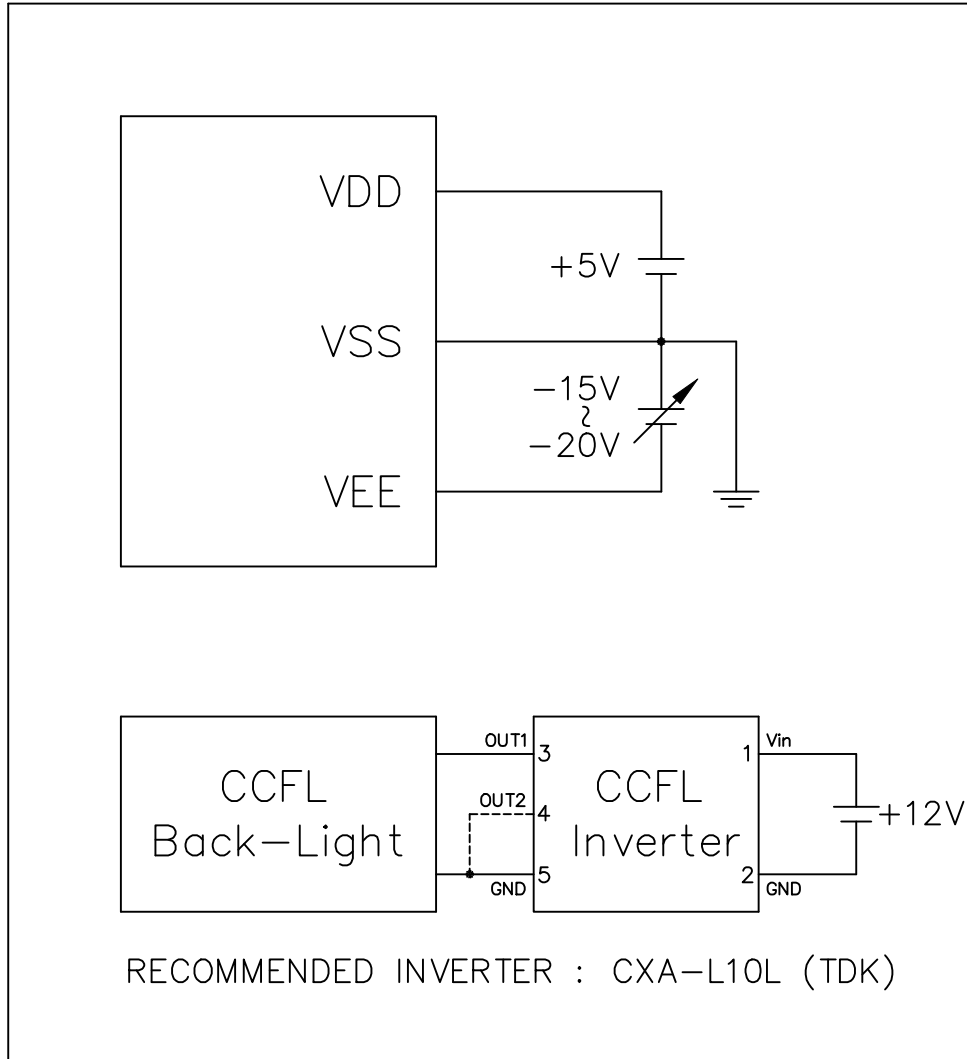 VDD
+5V
VSS
-15V
~
-20V
VEE
CCFL
Back-Light
OUT1
OUT2
GND
3
4
5
CCFL
Inverter
1
2
Vin
GND
+12V
RECOMMENDED INVERTER : CXA-L10L (TDK)